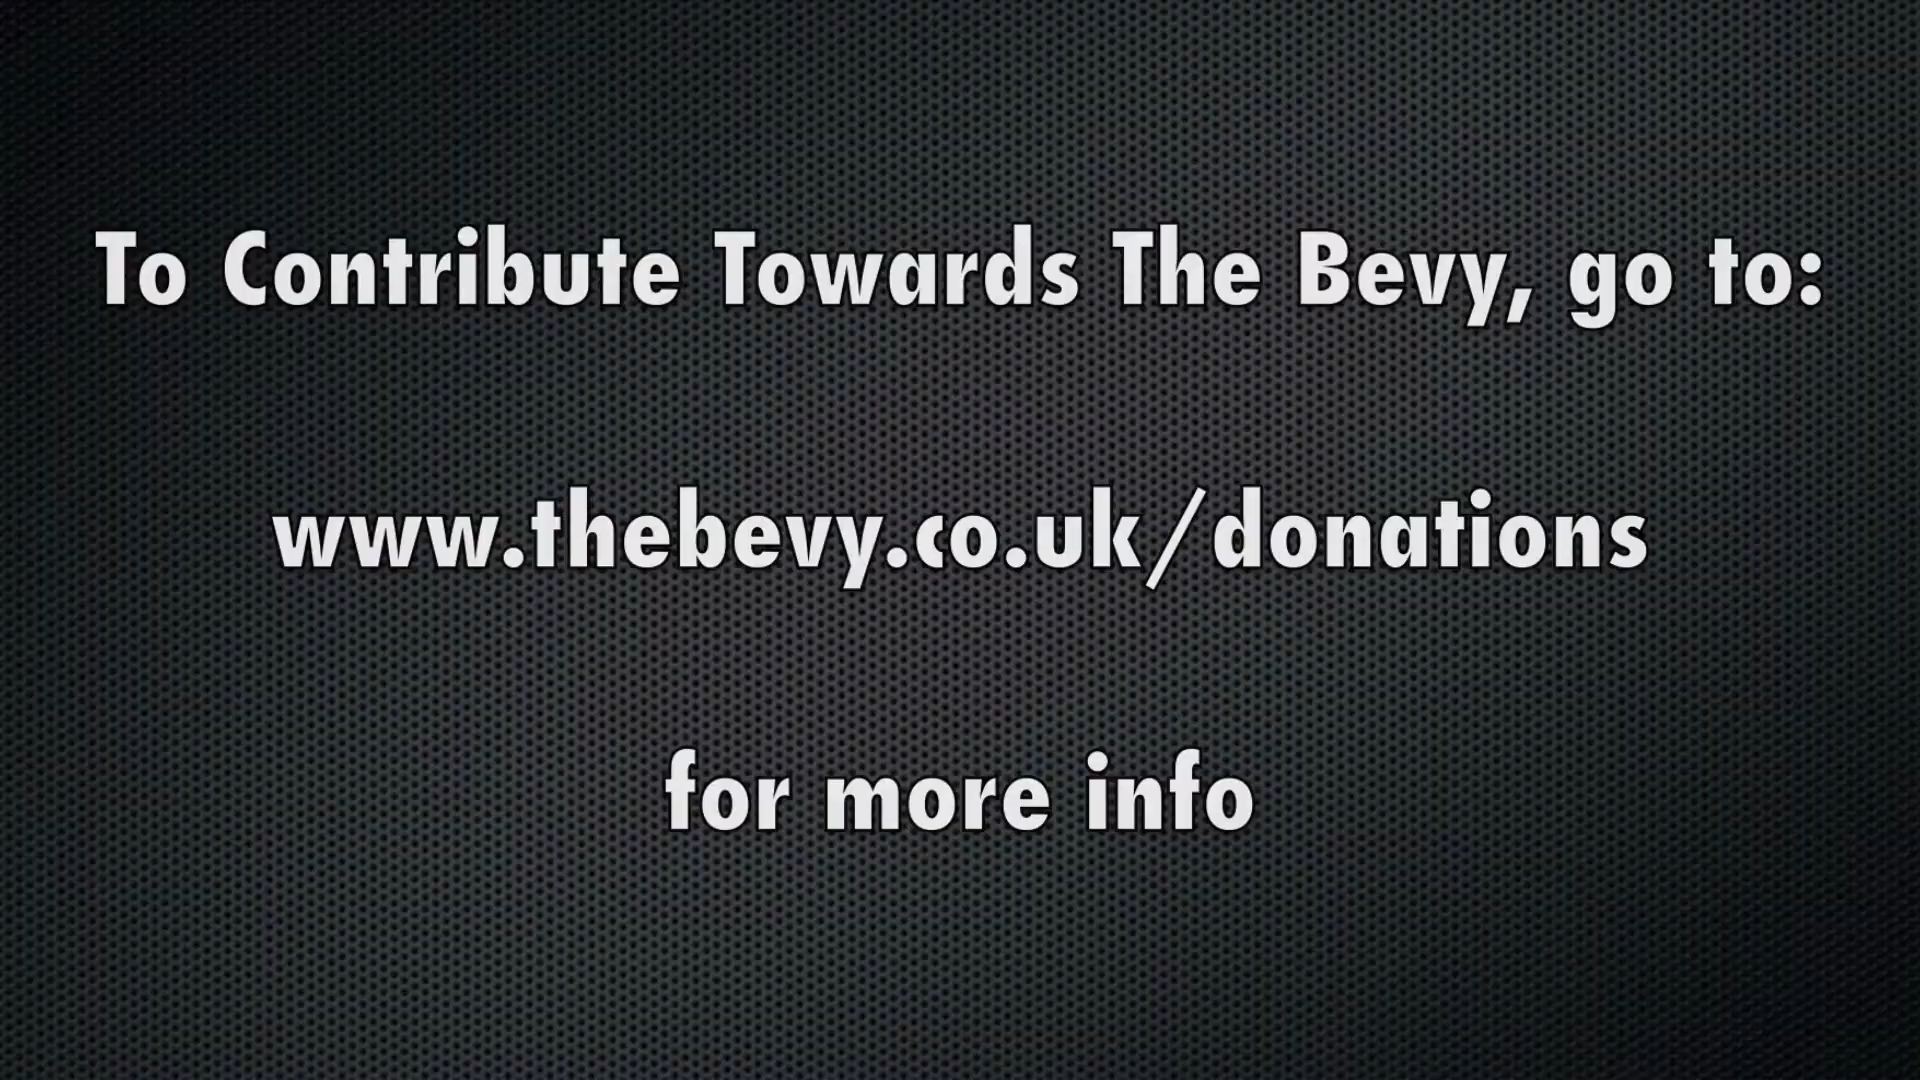 To Contribute Towards The Bevy, go to:
www.thebevy.co.uk/donations
for more info